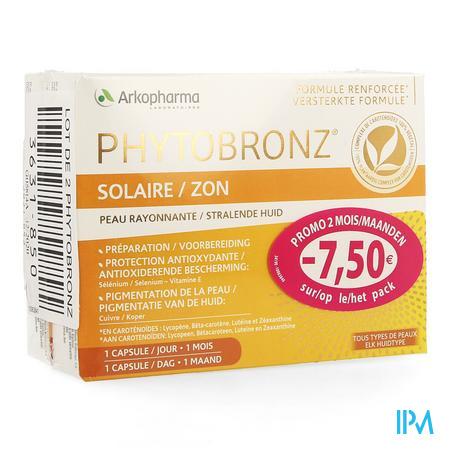 Arkopharma
LABORATOIRES
FORMULE RENFORCÉE
VERSTERKTE FORMULE
PHYTOBRONZ®
SOLAIRE / ZON
PEAU RAYONNANTE / STRALENDE HUID
PRÉPARATION / VOORBEREIDING
PROTECTION ANTIOXYDANTE /
ANTIOXIDERENDE BESCHERMING:
Sélénium / Selenium – Vitamine E
PIGMENTATION DE LA PEAU /
PIGMENTATIE VAN DE HUID:
Cuivre / Koper
*EN CAROTÉNOÏDES : Lycopène, Bêta-carotène, Lutéine et Zéaxanthine
*AAN CAROTENOÏDEN: Lycopeen, Bètacaroteen, Luteïne en Zeaxanthine
1 CAPSULE / JOUR • 1 MOIS
1 CAPSULE / DAG • 1 MAAND
PROMO 2 MOIS/MAANDEN
-7,50€
sur/op le/het pack
TOUS TYPES DE PEAUX
ELK HUIDTYPE
LOT DE 2 PHYTOBRONZ
3631-850
IPM